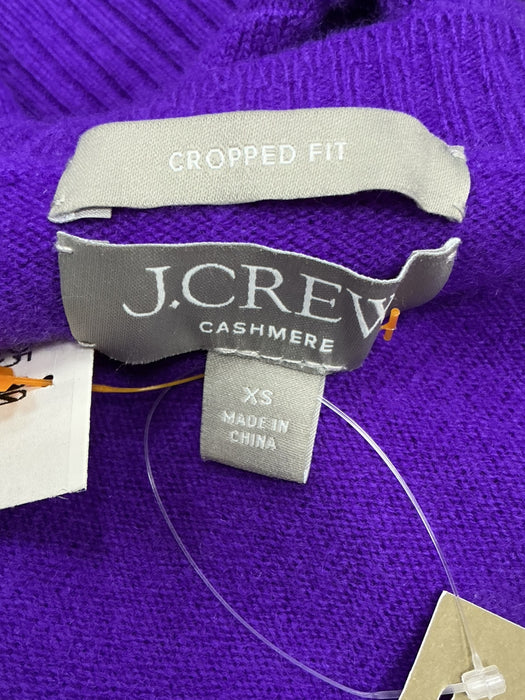 CROPPED FIT
J.CREW
CASHMERE
XS
MADE IN
CHINA